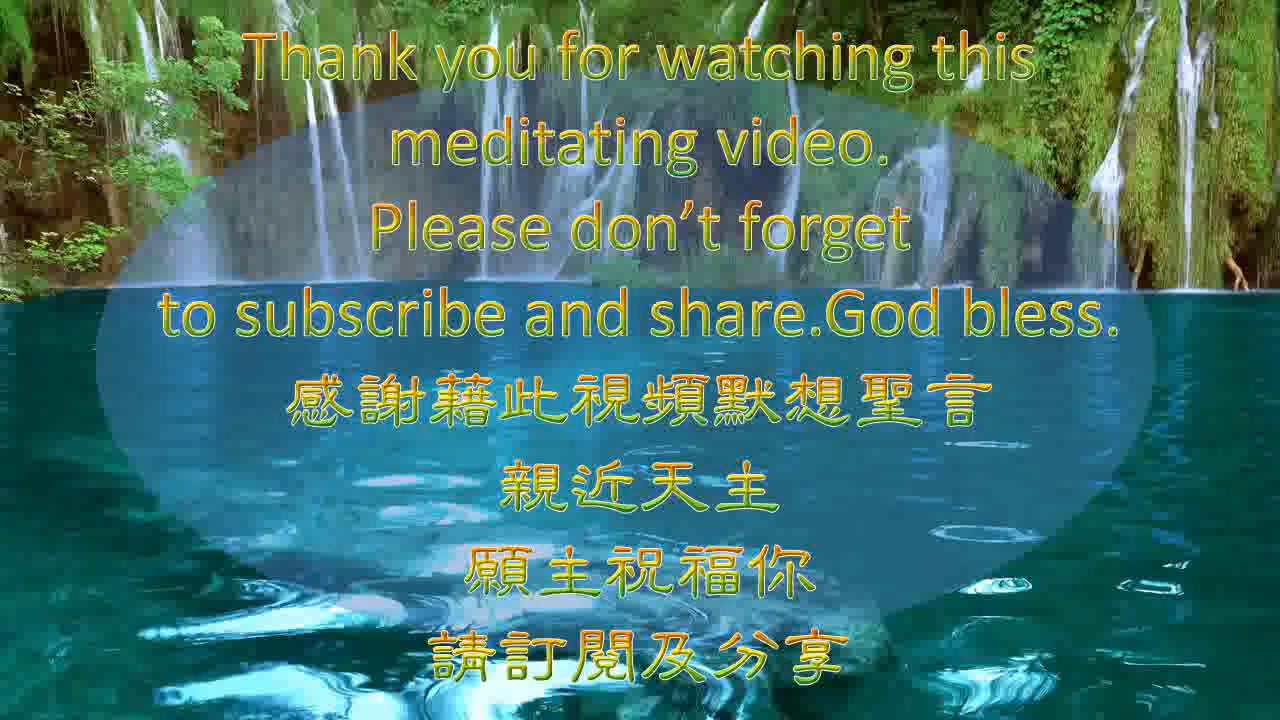 Thank you for watching this
meditating video.
Please don’t forget
to subscribe and share.God bless.
感謝藉此視頻默想聖言
親近天主
願主祝福你
請訂閱及分享